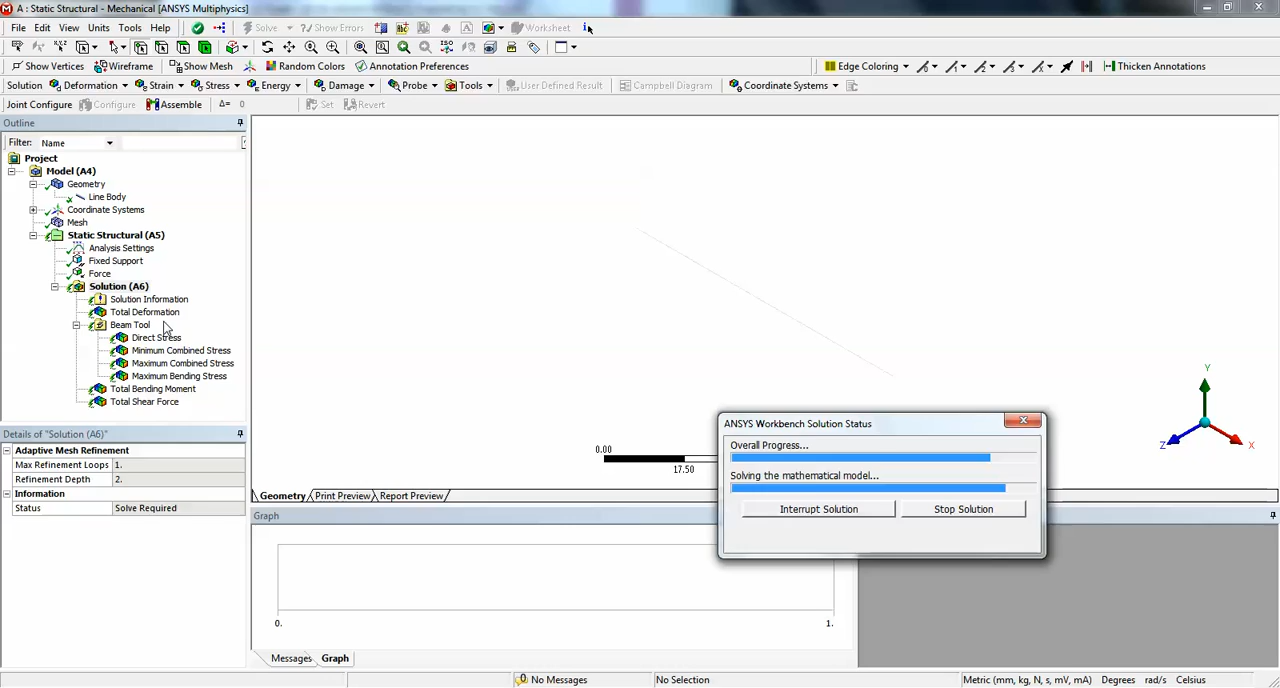 A : Static Structural - Mechanical [ANSYS Multiphysics]
File Edit View Units Tools Help Solve Show Errors Worksheet
Show Vertices Wireframe Show Mesh Random Colors Annotation Preferences Edge Coloring Thicken Annotations
Solution Deformation Strain Stress Energy Damage Probe Tools User Defined Result Campbell Diagram Coordinate Systems
Joint Configure Configure Assemble Δ= 0 Set Revert
Outline
Filter: Name
Project
Model (A4)
Geometry
Line Body
Coordinate Systems
Mesh
Static Structural (A5)
Analysis Settings
Fixed Support
Force
Solution (A6)
Solution Information
Total Deformation
Beam Tool
Direct Stress
Minimum Combined Stress
Maximum Combined Stress
Maximum Bending Stress
Total Bending Moment
Total Shear Force
Details of "Solution (A6)"
Adaptive Mesh Refinement
Max Refinement Loops 1.
Refinement Depth 2.
Information
Status Solve Required
0.00
17.50
Y
Z
X
ANSYS Workbench Solution Status
Overall Progress...
Solving the mathematical model...
Interrupt Solution Stop Solution
Geometry Print Preview Report Preview
Graph
0.
1.
Messages Graph
No Messages No Selection Metric (mm, kg, N, s, mV, mA) Degrees rad/s Celsius